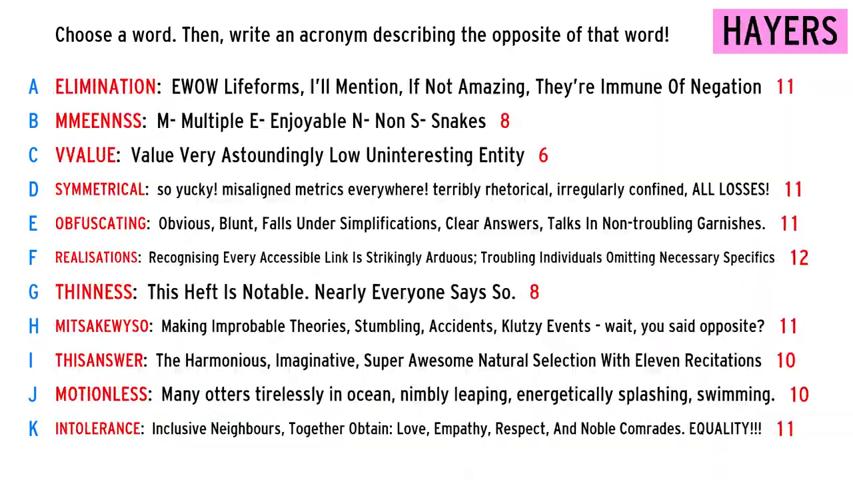 Choose a word. Then, write an acronym describing the opposite of that word!
HAYERS
A ELIMINATION: EWOW Lifeforms, I'll Mention, If Not Amazing, They're Immune Of Negation 11
B MMEENNSS: M- Multiple E- Enjoyable N- Non S- Snakes 8
C VVALUE: Value Very Astoundingly Low Uninteresting Entity 6
D SYMMETRICAL: so yucky! misaligned metrics everywhere! terribly rhetorical, irregularly confined, ALL LOSSES! 11
E OBFUSCATING: Obvious, Blunt, Falls Under Simplifications, Clear Answers, Talks In Non-troubling Garnishes. 11
F REALISATIONS: Recognising Every Accessible Link Is Strikingly Arduous; Troubling Individuals Omitting Necessary Specifics 12
G THINNESS: This Heft Is Notable. Nearly Everyone Says So. 8
H MITSAKEWYSO: Making Improbable Theories, Stumbling, Accidents, Klutzy Events - wait, you said opposite? 11
I THISANSWER: The Harmonious, Imaginative, Super Awesome Natural Selection With Eleven Recitations 10
J MOTIONLESS: Many otters tirelessly in ocean, nimbly leaping, energetically splashing, swimming. 10
K INTOLERANCE: Inclusive Neighbours, Together Obtain: Love, Empathy, Respect, And Noble Comrades. EQUALITY!!! 11